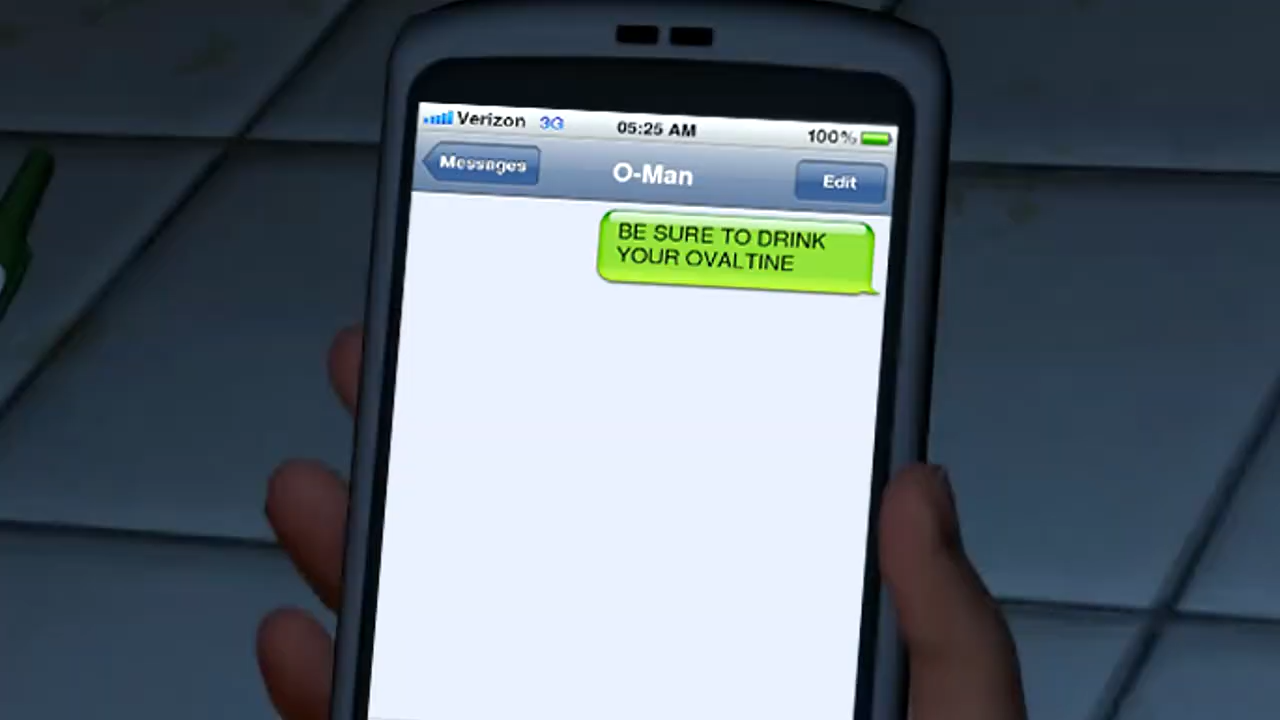 Verizon 3G 05:25 AM 100%
Messages O-Man Edit
BE SURE TO DRINK
YOUR OVALTINE